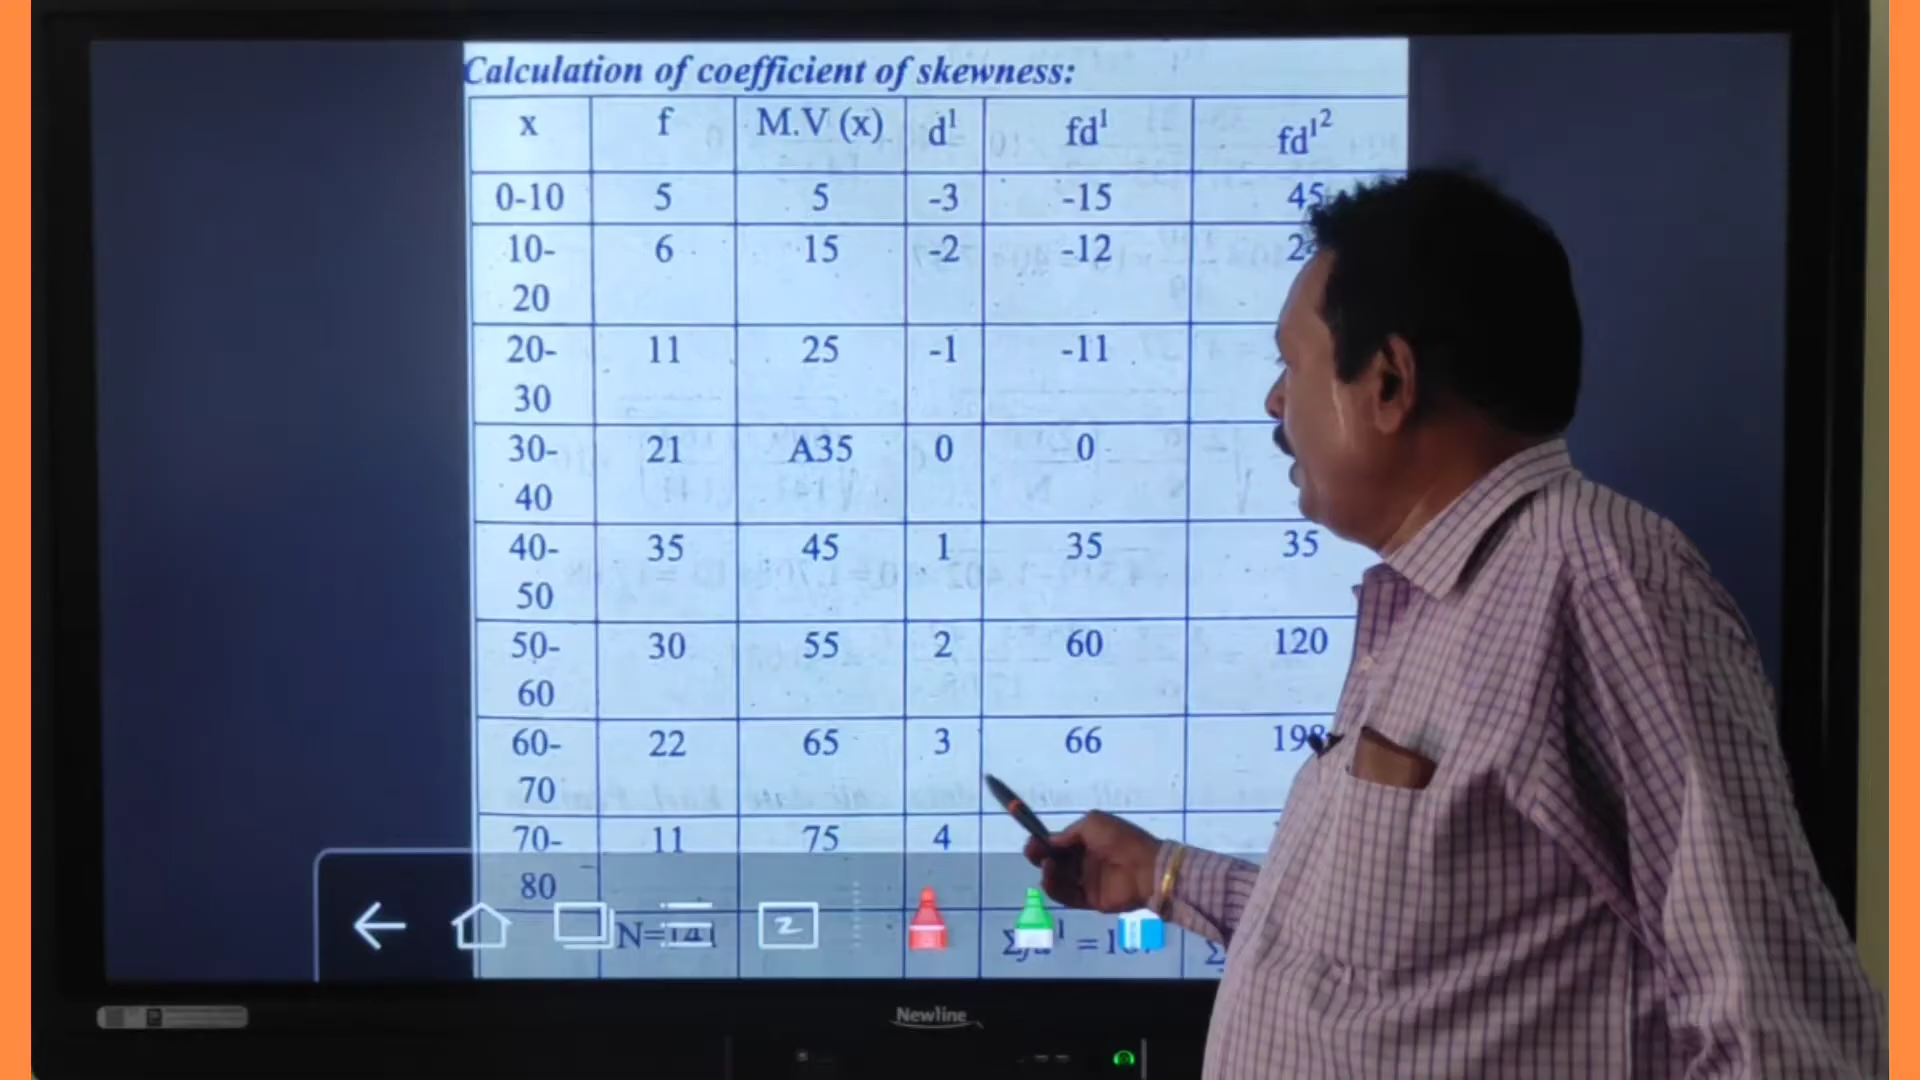 Calculation of coefficient of skewness:
x f M.V (x) d¹ fd¹ fd¹²
0-10 5 5 -3 -15 45
10- 6 15 -2 -12
20
20- 11 25 -1 -11
30
30- 21 A35 0 0
40
40- 35 45 1 35 35
50
50- 30 55 2 60 120
60
60- 22 65 3 66 198
70
70- 11 75 4
80
N=141
Newline